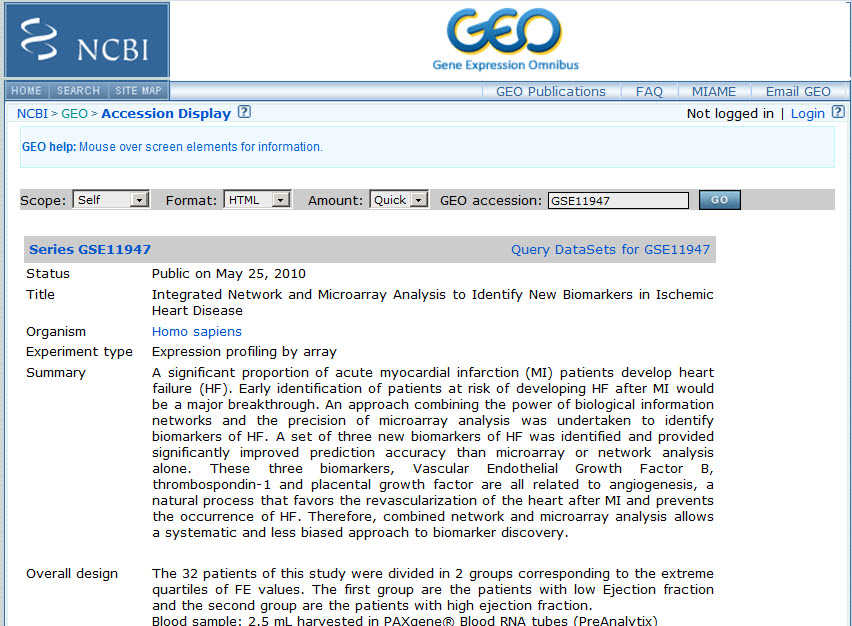 NCBI
GEO
Gene Expression Omnibus
HOME SEARCH SITE MAP
GEO Publications FAQ MIAME Email GEO
NCBI > GEO > Accession Display ?
Not logged in | Login ?
GEO help: Mouse over screen elements for information.
Scope: Self Format: HTML Amount: Quick GEO accession: GSE11947 GO
Series GSE11947 Query DataSets for GSE11947
Status Public on May 25, 2010
Title Integrated Network and Microarray Analysis to Identify New Biomarkers in Ischemic
Heart Disease
Organism Homo sapiens
Experiment type Expression profiling by array
Summary A significant proportion of acute myocardial infarction (MI) patients develop heart
failure (HF). Early identification of patients at risk of developing HF after MI would
be a major breakthrough. An approach combining the power of biological information
networks and the precision of microarray analysis was undertaken to identify
biomarkers of HF. A set of three new biomarkers of HF was identified and provided
significantly improved prediction accuracy than microarray or network analysis
alone. These three biomarkers, Vascular Endothelial Growth Factor B,
thrombospondin-1 and placental growth factor are all related to angiogenesis, a
natural process that favors the revascularization of the heart after MI and prevents
the occurrence of HF. Therefore, combined network and microarray analysis allows
a systematic and less biased approach to biomarker discovery.
Overall design The 32 patients of this study were divided in 2 groups corresponding to the extreme
quartiles of FE values. The first group are the patients with low Ejection fraction
and the second group are the patients with high ejection fraction.
Blood sample: 2.5 mL harvested in PAXgene® Blood RNA tubes (PreAnalytix)